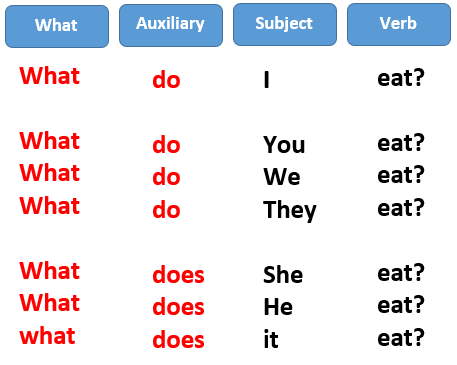 What Auxiliary Subject Verb
What do I eat?
What do You eat?
What do We eat?
What do They eat?
What does She eat?
What does He eat?
what does it eat?